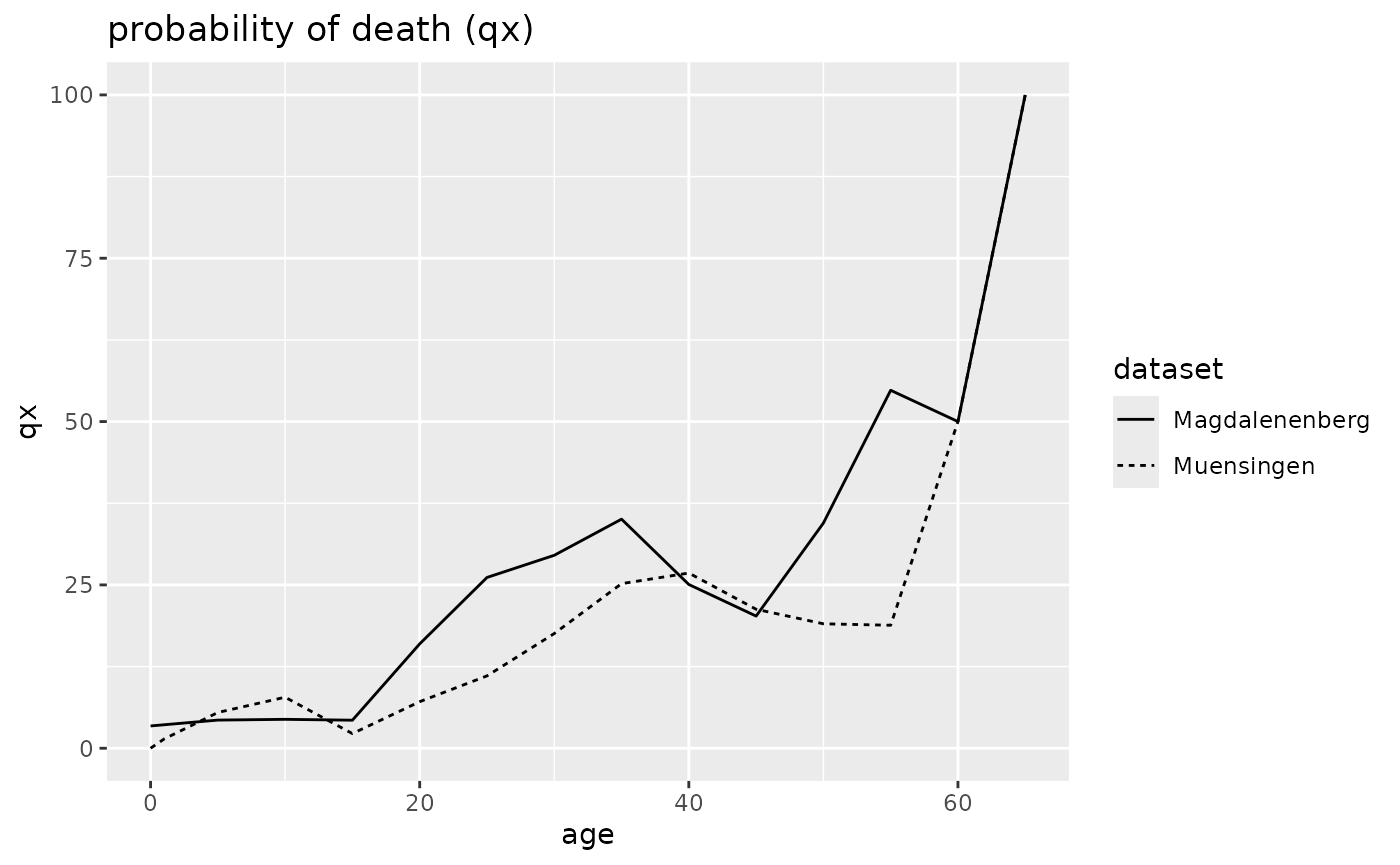 probability of death (qx)
100
75
50
25
0
qx
0 20 40 60
age
dataset
Magdalenenberg
Muensingen